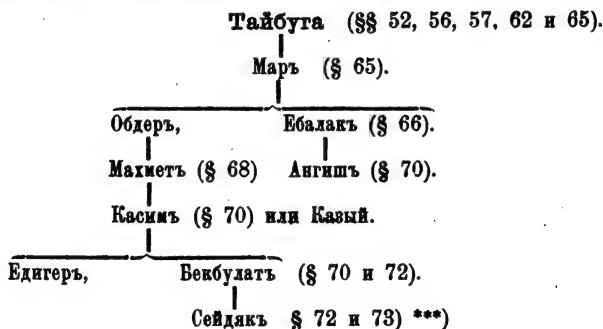 Тайбута (§§ 52, 56, 57, 62 и 65).
Маръ (§ 65).
Обдеръ, Ебалакъ (§ 66).
Махметъ (§ 68) Ангишъ (§ 70).
Касимъ (§ 70) или Казый.
Едигеръ, Бекбулатъ (§ 70 и 72).
Сейдякъ § 72 и 73) ***)